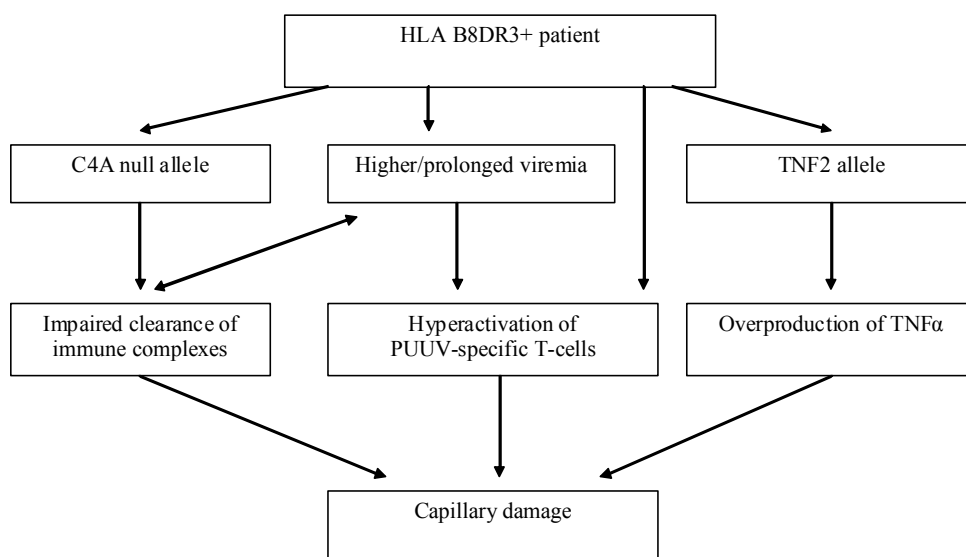 HLA B8DR3+ patient
C4A null allele
Higher/prolonged viremia
TNF2 allele
Impaired clearance of
immune complexes
Hyperactivation of
PUUV-specific T-cells
Overproduction of TNFα
Capillary damage